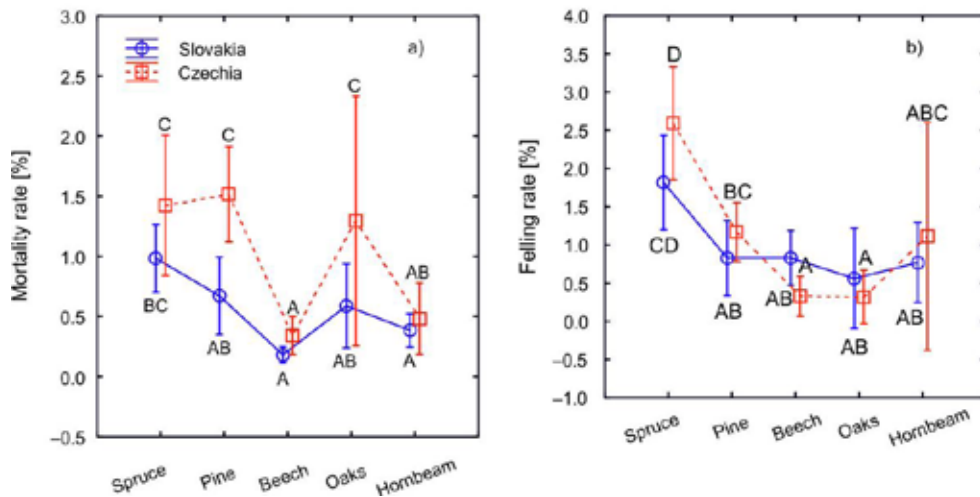 a)
Slovakia
Czechia
Mortality rate [%]
3.0
2.5
2.0
1.5
1.0
0.5
0.0
−0.5
C
C
C
AB
A
BC
AB
A
AB
A
Spruce
Pine
Beech
Oaks
Hornbeam
b)
Felling rate [%]
4.0
3.5
3.0
2.5
2.0
1.5
1.0
0.5
0.0
−0.5
−1.0
D
BC
A
A
ABC
CD
AB
AB
AB
AB
Spruce
Pine
Beech
Oaks
Hornbeam